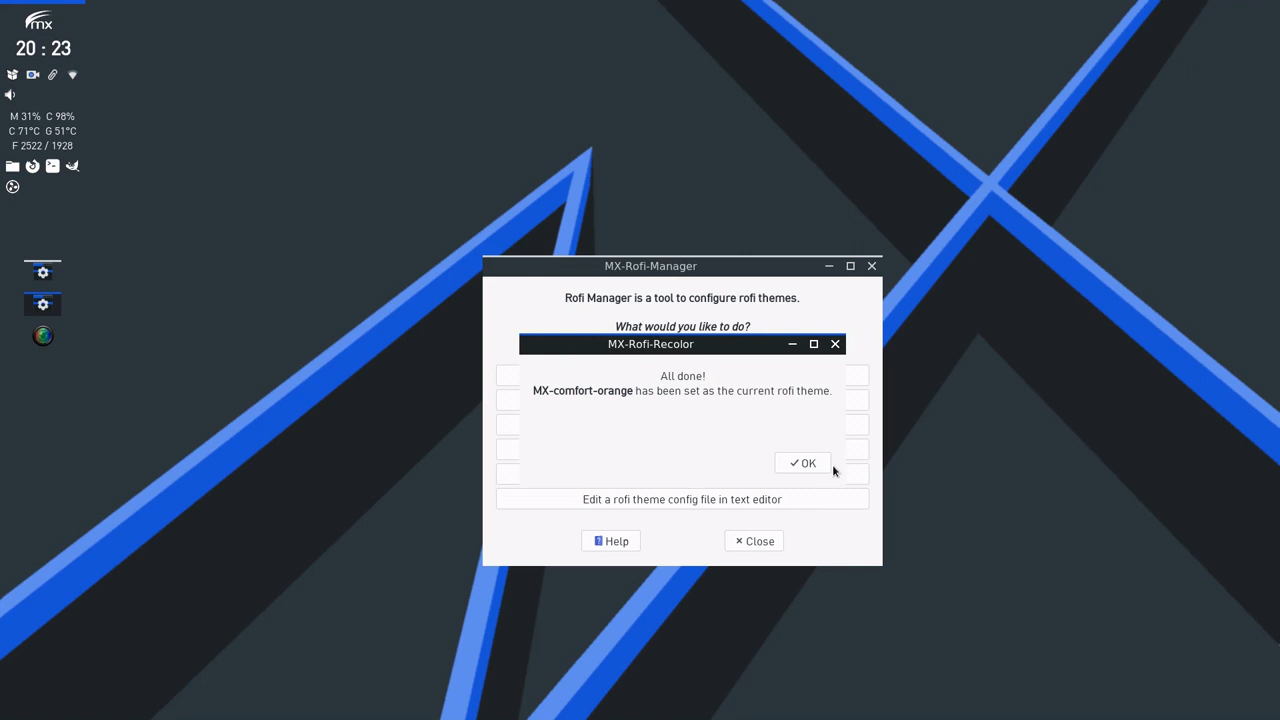 mx
20 : 23
M 31% C 98%
C 71°C G 51°C
F 2522 / 1928
MX-Rofi-Manager
Rofi Manager is a tool to configure rofi themes.
What would you like to do?
MX-Rofi-Recolor
All done!
MX-comfort-orange has been set as the current rofi theme.
OK
Edit a rofi theme config file in text editor
Help
Close